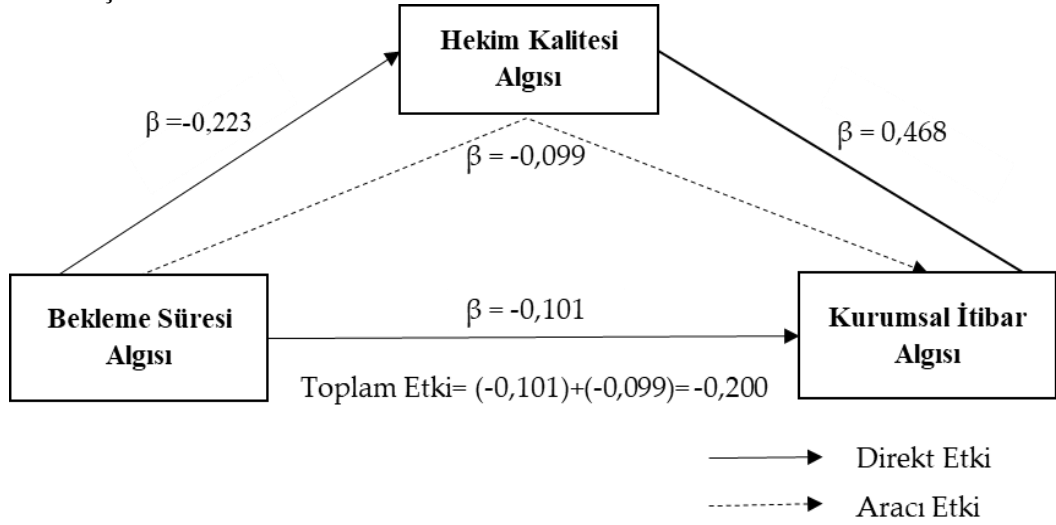 Hekim Kalitesi
Algısı
β =-0,223
β = -0,099
β = 0,468
Bekleme Süresi
Algısı
β = -0,101
Kurumsal İtibar
Algısı
Toplam Etki= (-0,101)+(-0,099)= -0,200
Direkt Etki
Aracı Etki